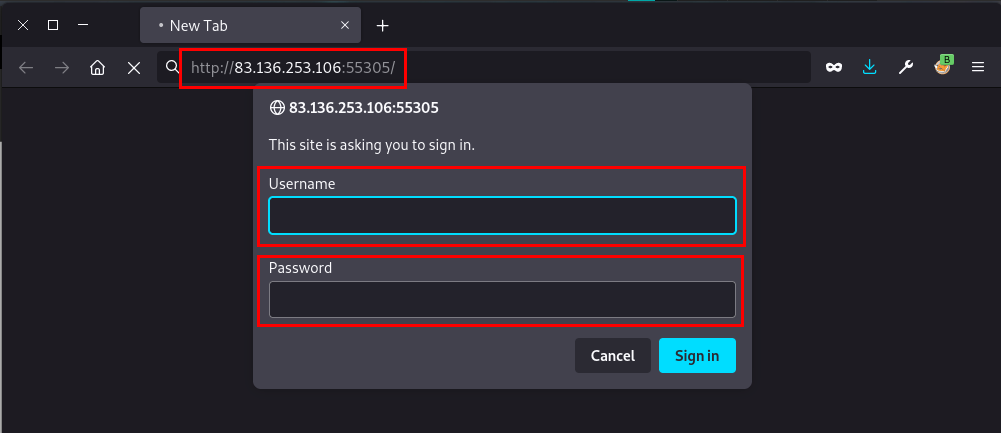 New Tab
http://83.136.253.106:55305/
B
83.136.253.106:55305
This site is asking you to sign in.
Username
Password
Cancel Sign in